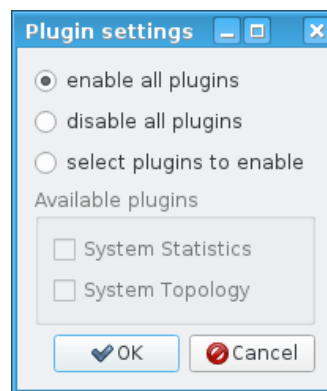 Plugin settings
enable all plugins
disable all plugins
select plugins to enable
Available plugins
System Statistics
System Topology
OK Cancel